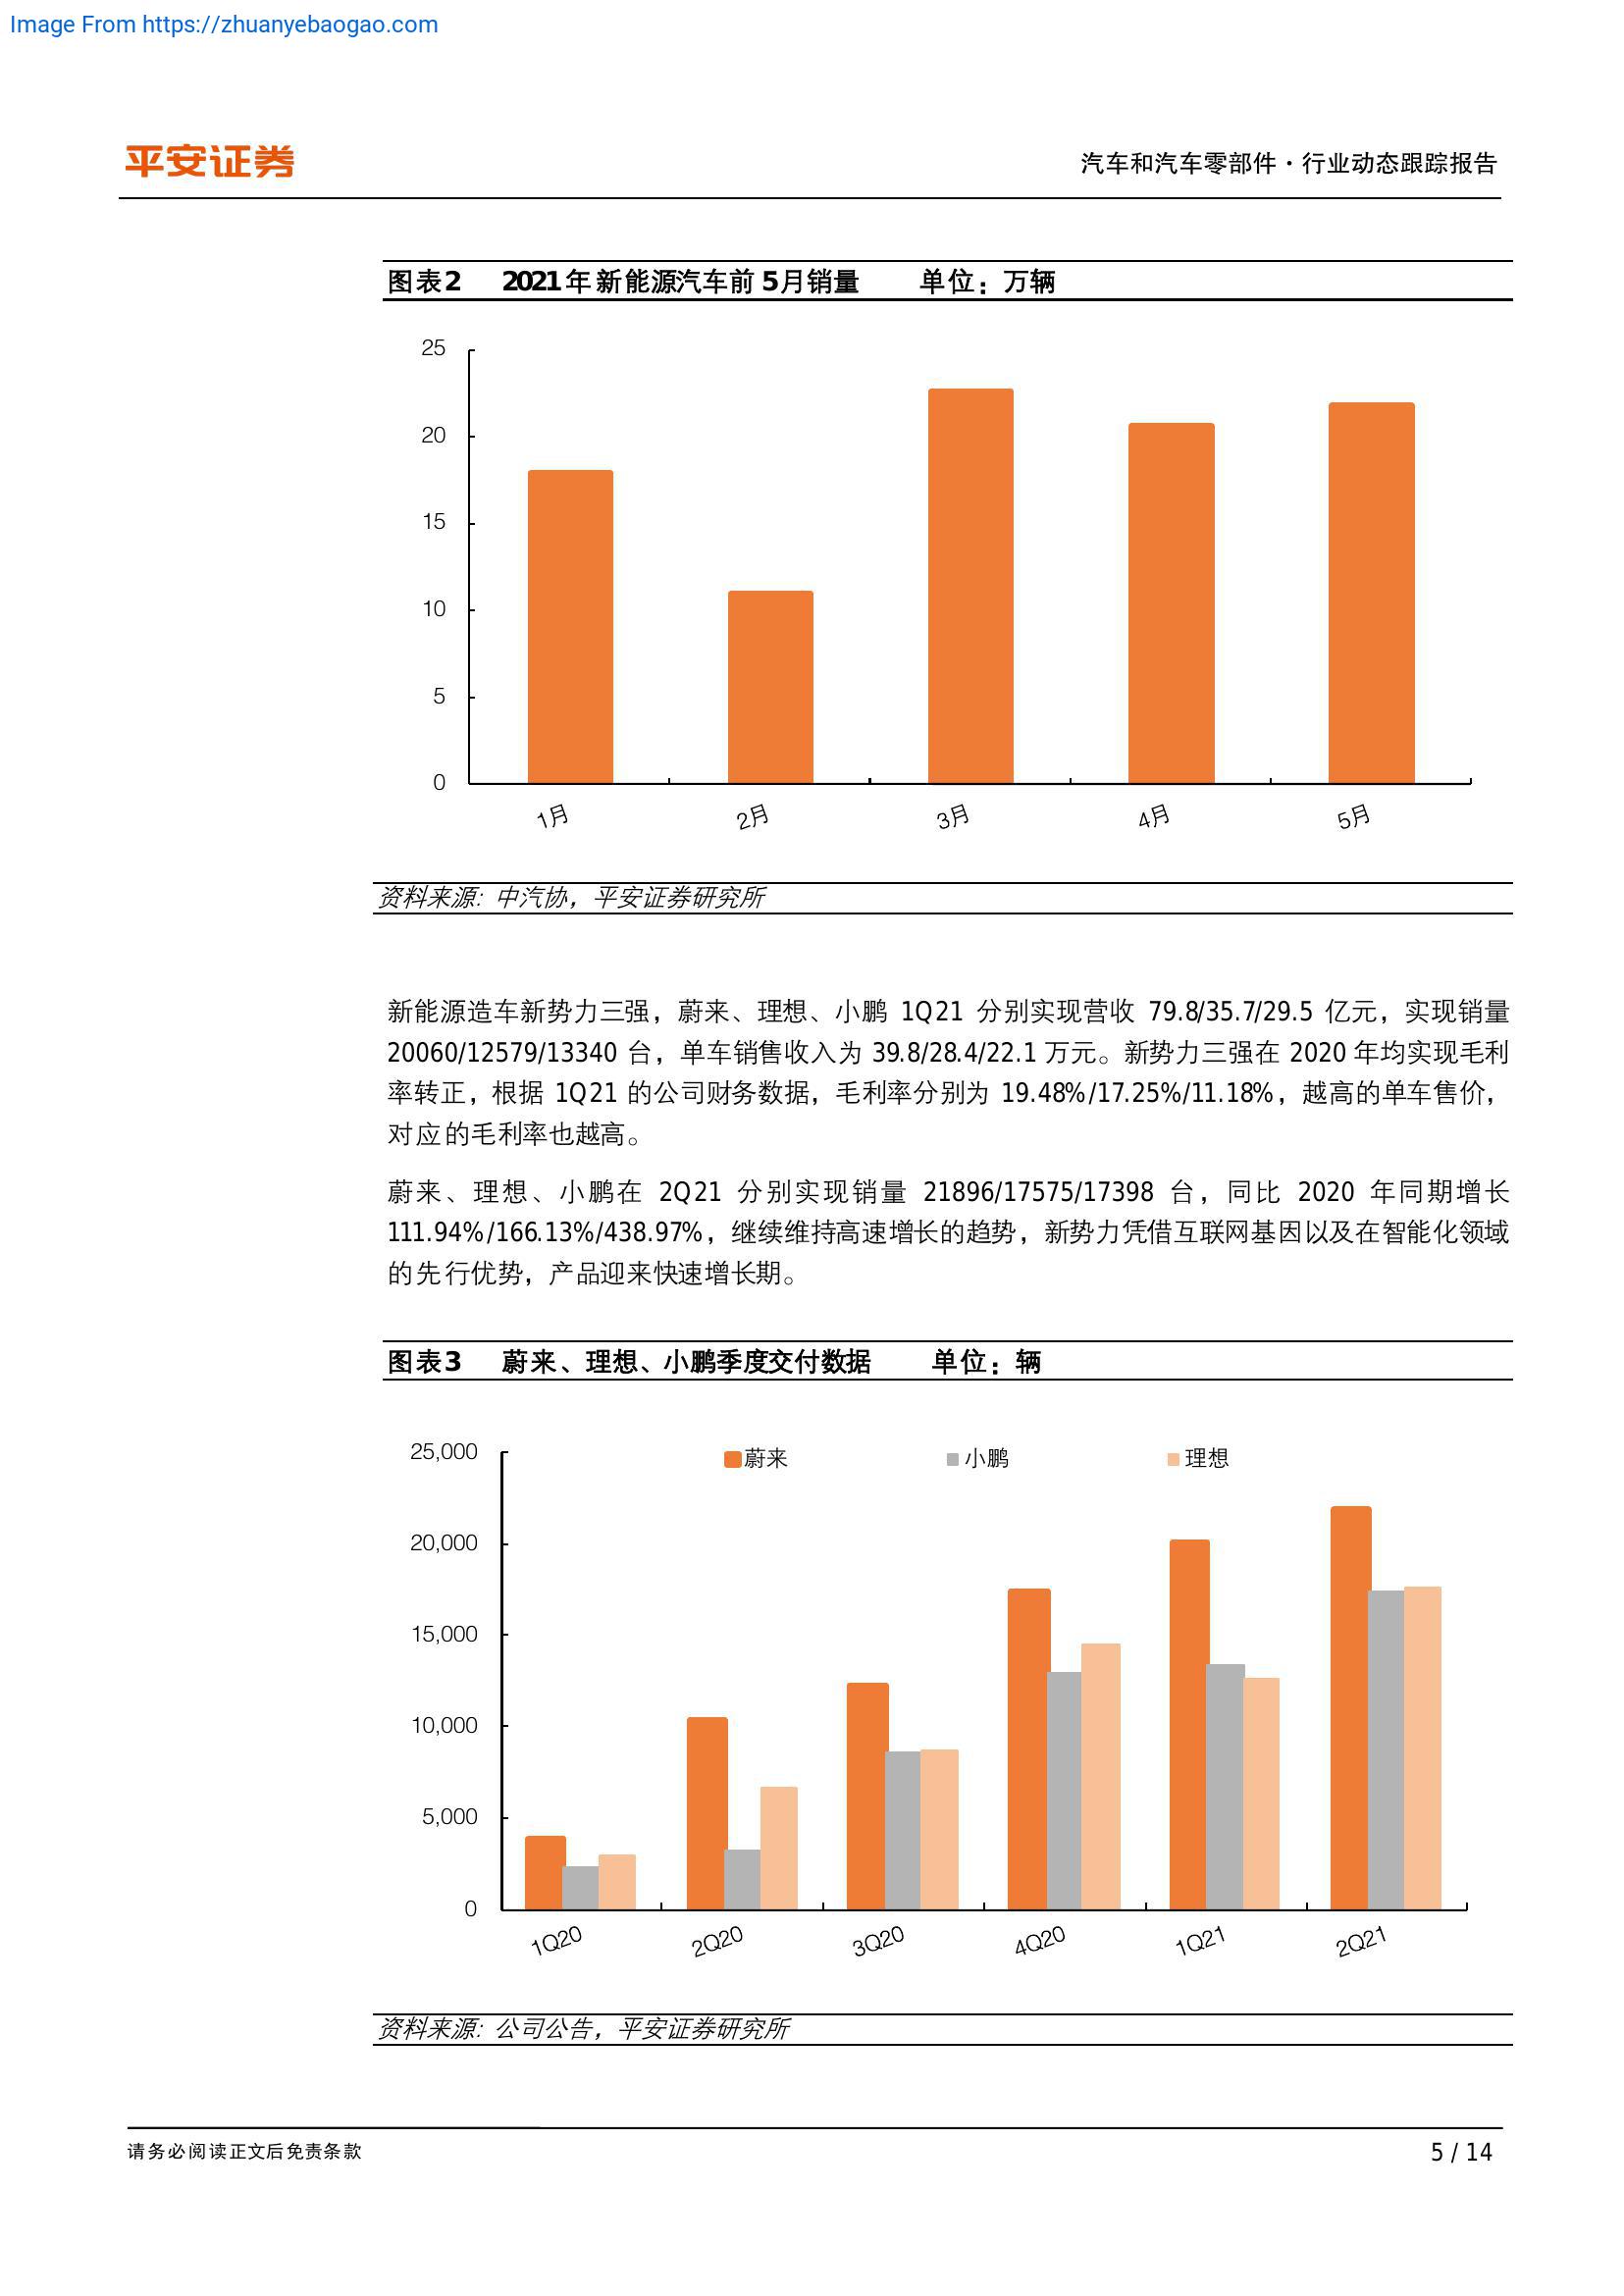 Image From https://zhuanyebaogao.com
平安证券
汽车和汽车零部件·行业动态跟踪报告
图表2 2021年新能源汽车前5月销量 单位：万辆
25
20
15
10
5
0
1月 2月 3月 4月 5月
资料来源: 中汽协，平安证券研究所
新能源造车新势力三强，蔚来、理想、小鹏 1Q21 分别实现营收 79.8/35.7/29.5 亿元，实现销量
20060/12579/13340 台，单车销售收入为 39.8/28.4/22.1 万元。新势力三强在 2020 年均实现毛利
率转正，根据 1Q21 的公司财务数据，毛利率分别为 19.48%/17.25%/11.18%，越高的单车售价，
对应的毛利率也越高。
蔚来、理想、小鹏在 2Q21 分别实现销量 21896/17575/17398 台，同比 2020 年同期增长
111.94%/166.13%/438.97%，继续维持高速增长的趋势，新势力凭借互联网基因以及在智能化领域
的先行优势，产品迎来快速增长期。
图表3 蔚来、理想、小鹏季度交付数据 单位：辆
蔚来 小鹏 理想
25,000
20,000
15,000
10,000
5,000
0
1Q20 2Q20 3Q20 4Q20 1Q21 2Q21
资料来源: 公司公告，平安证券研究所
请务必阅读正文后免责条款
5 / 14